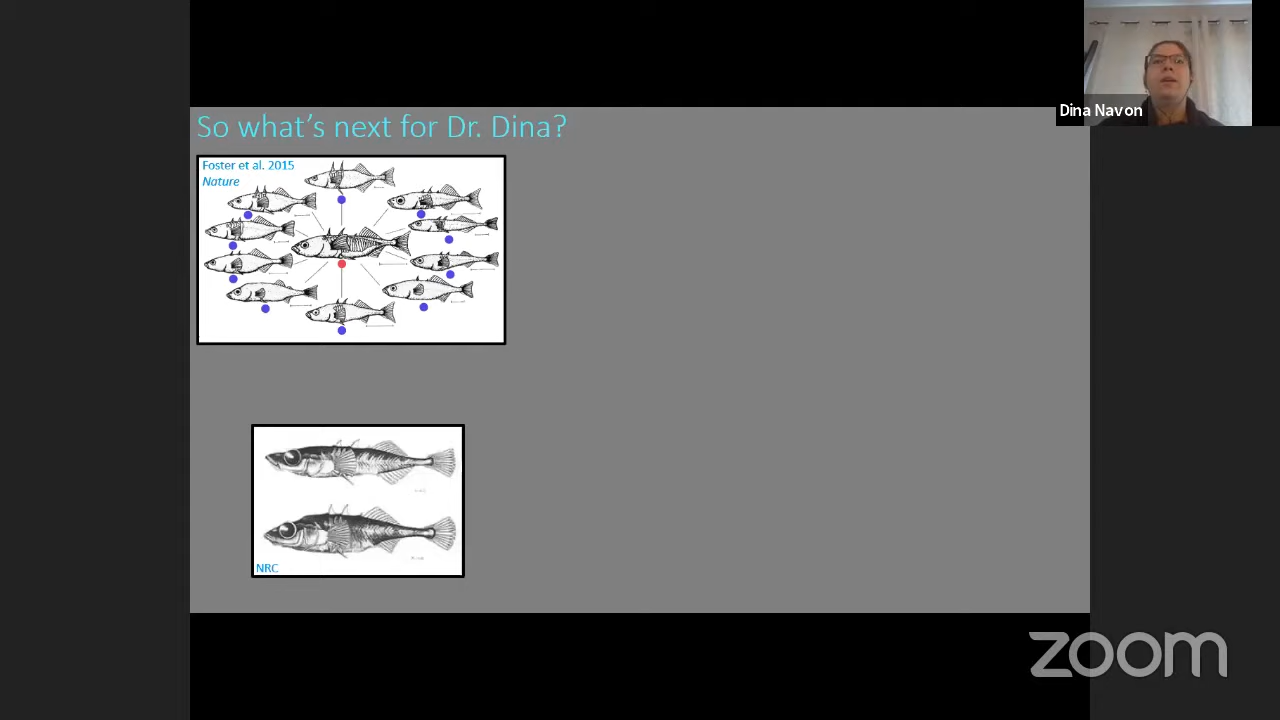 So what's next for Dr. Dina?
Foster et al. 2015
Nature
NRC
Dina Navon
zoom